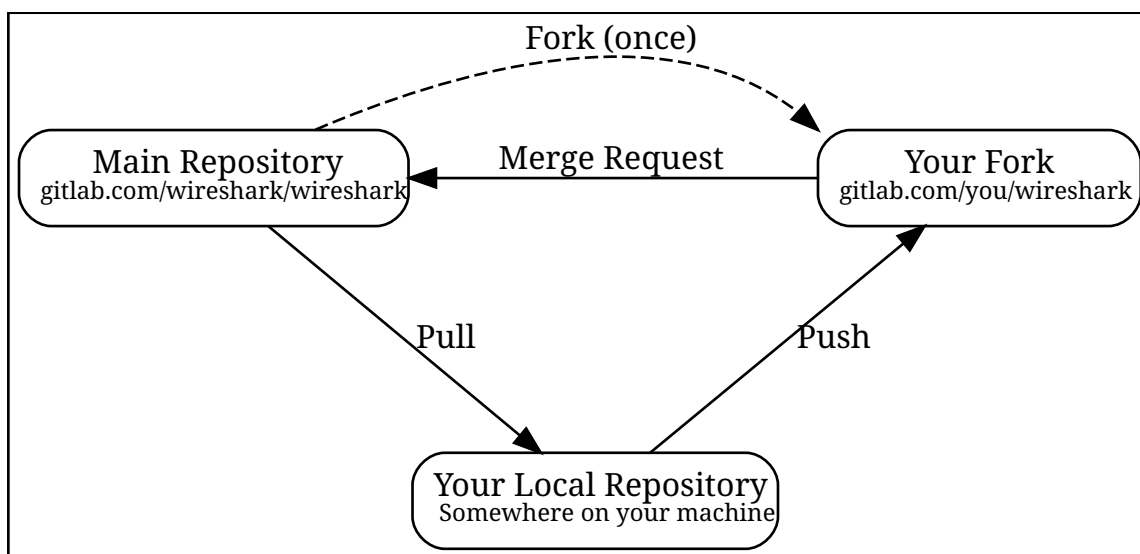 Fork (once)
Main Repository
gitlab.com/wireshark/wireshark
Merge Request
Your Fork
gitlab.com/you/wireshark
Pull
Push
Your Local Repository
Somewhere on your machine